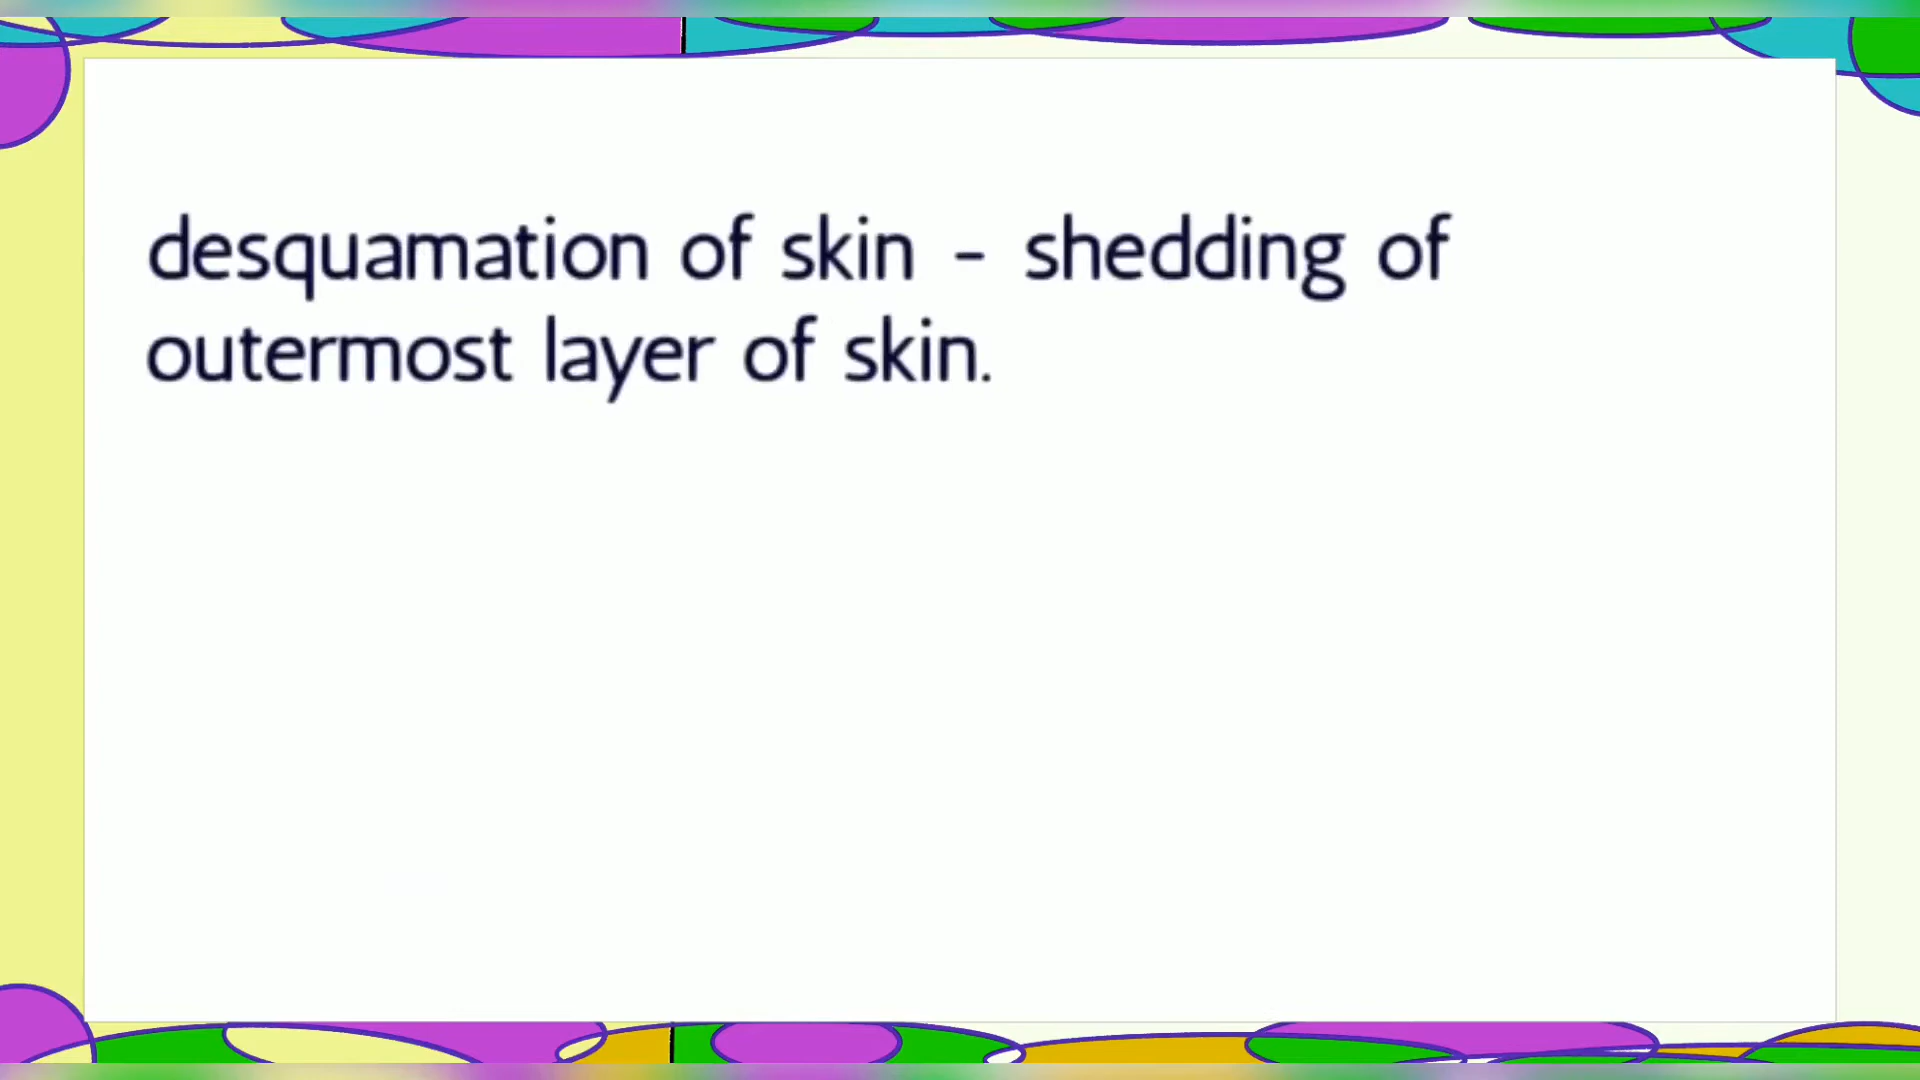 desquamation of skin - shedding of
outermost layer of skin.